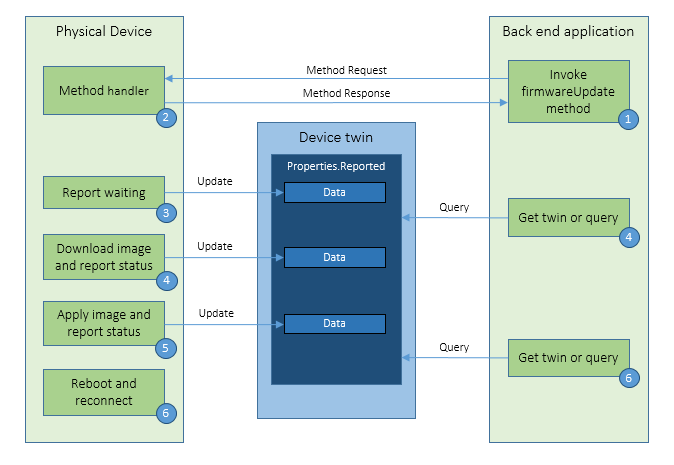 Physical Device
Back end application
Method handler
2
Method Request
Method Response
Invoke
firmwareUpdate
method
1
Device twin
Properties.Reported
Report waiting
3
Update
Data
Query
Get twin or query
4
Download image
and report status
4
Update
Data
Apply image and
report status
5
Update
Data
Query
Get twin or query
6
Reboot and
reconnect
6